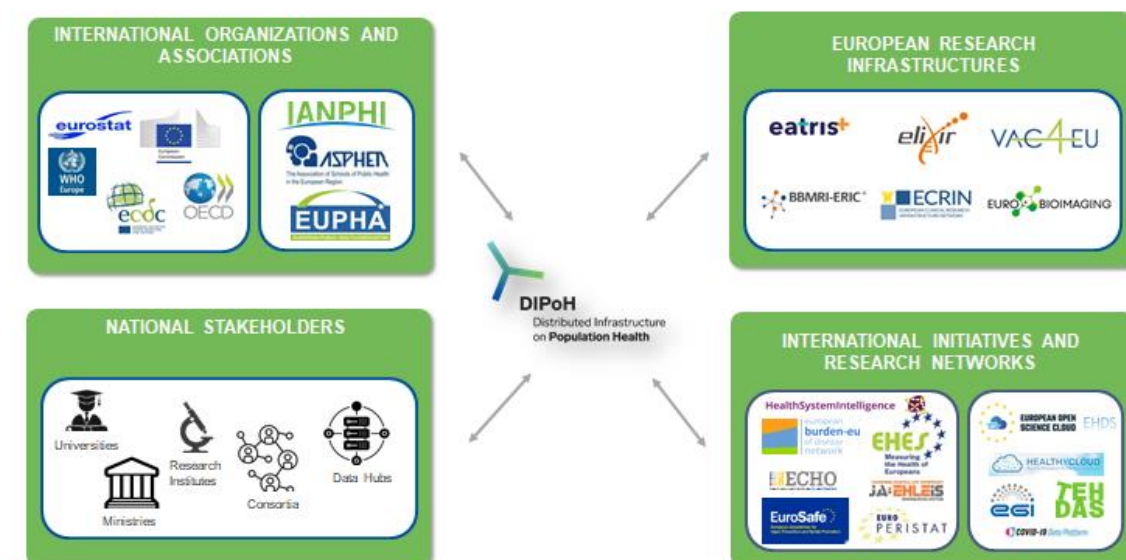 INTERNATIONAL ORGANIZATIONS AND
ASSOCIATIONS
eurostat
European
Commission
WHO
Europe
ecdc
OECD
IANPHI
ASPHER
The Association of Schools of Public Health
in the European Region
EUPHA
EUROPEAN RESEARCH
INFRASTRUCTURES
eatris+
elixir
VAC4EU
BBMRI-ERIC
ECRIN
EUROPEAN CLINICAL RESEARCH
INFRASTRUCTURE NETWORK
EURO BIOIMAGING
DIPoH
Distributed Infrastructure
on Population Health
NATIONAL STAKEHOLDERS
Universities
Research
Institutes
Ministries
Consortia
Data Hubs
INTERNATIONAL INITIATIVES AND
RESEARCH NETWORKS
HealthSystemIntelligence
european
burden-eu
of disease
network
EHES
Measuring
the Health of
Europeans
ECHO
JA:EHLEIS
EuroSafe
EURO
PERISTAT
EUROPEAN OPEN
SCIENCE CLOUD
EHDS
HEALTHYCLOUD
eGI
TEH
DAS
COVID-19 Data Platform